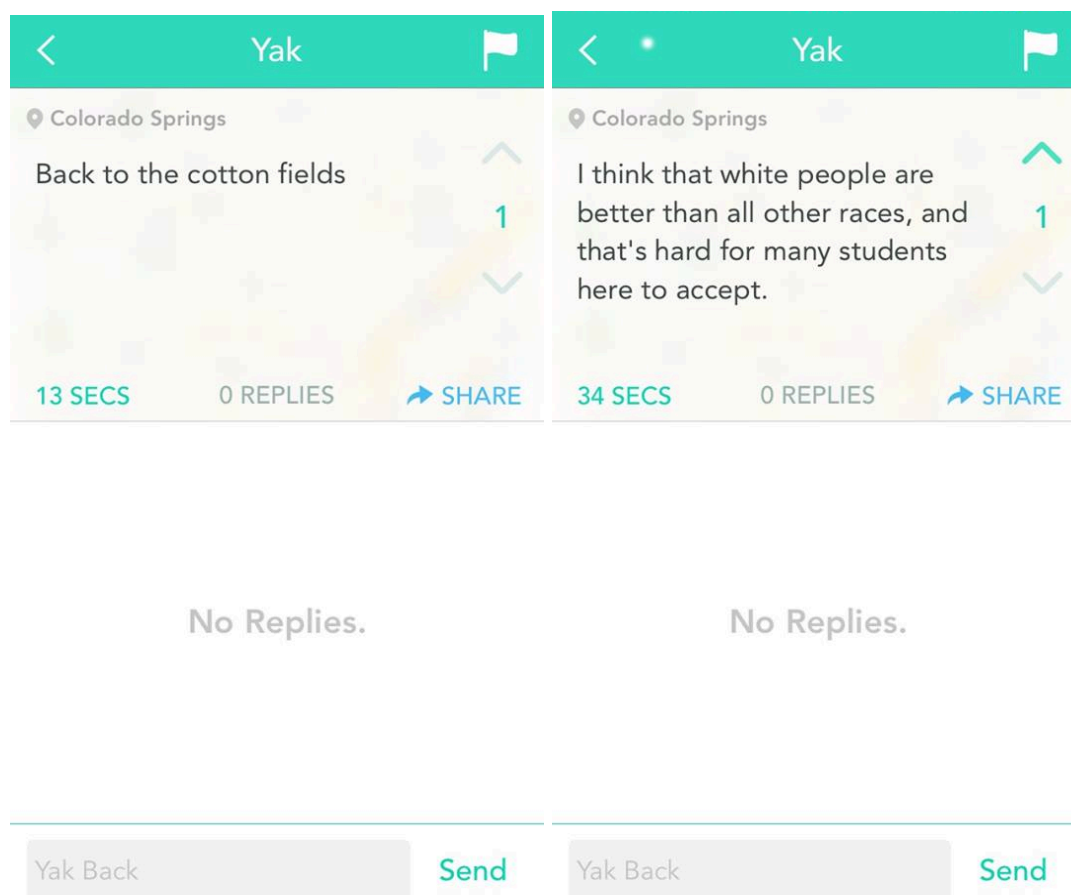 Yak
Colorado Springs
Back to the cotton fields
1
13 SECS 0 REPLIES SHARE
No Replies.
Yak Back Send
Yak
Colorado Springs
I think that white people are
better than all other races, and
that's hard for many students
here to accept.
1
34 SECS 0 REPLIES SHARE
No Replies.
Yak Back Send